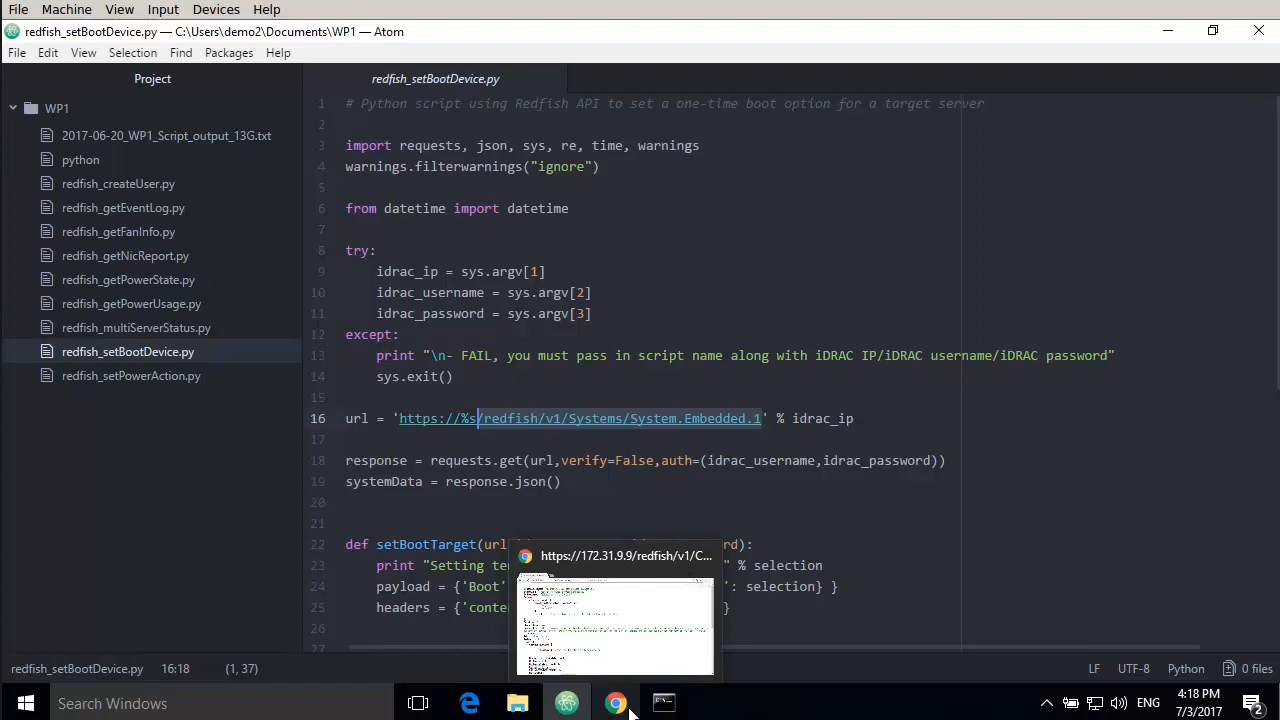 File Machine View Input Devices Help
redfish_setBootDevice.py — C:\Users\demo2\Documents\WP1 — Atom
File Edit View Selection Find Packages Help
Project
redfish_setBootDevice.py
WP1
2017-06-20_WP1_Script_output_13G.txt
python
redfish_createUser.py
redfish_getEventLog.py
redfish_getFanInfo.py
redfish_getNicReport.py
redfish_getPowerState.py
redfish_getPowerUsage.py
redfish_multiServerStatus.py
redfish_setBootDevice.py
redfish_setPowerAction.py
1 # Python script using Redfish API to set a one-time boot option for a target server
2
3 import requests, json, sys, re, time, warnings
4 warnings.filterwarnings("ignore")
5
6 from datetime import datetime
7
8 try:
9 idrac_ip = sys.argv[1]
10 idrac_username = sys.argv[2]
11 idrac_password = sys.argv[3]
12 except:
13 print "\n- FAIL, you must pass in script name along with iDRAC IP/iDRAC username/iDRAC password"
14 sys.exit()
15
16 url = 'https://%s/redfish/v1/Systems/System.Embedded.1' % idrac_ip
17
18 response = requests.get(url,verify=False,auth=(idrac_username,idrac_password))
19 systemData = response.json()
20
21
22 def setBootTarget(url rd):
23 print "Setting te " % selection
24 payload = {'Boot' ': selection} }
25 headers = {'conte }
26
27
https://172.31.9.9/redfish/v1/C...
redfish_setBootDevice.py 16:18 (1, 37) LF UTF-8 Python 0 files
Search Windows
ENG
4:18 PM
7/3/2017
2